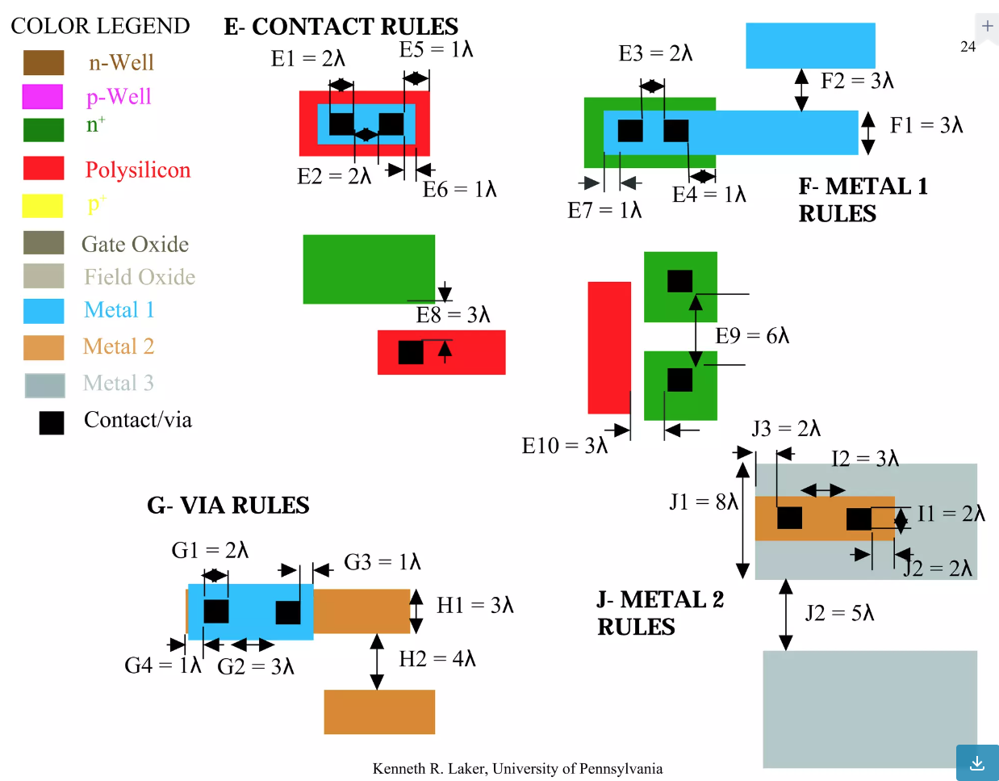 COLOR LEGEND
n-Well
p-Well
n+
Polysilicon
p+
Gate Oxide
Field Oxide
Metal 1
Metal 2
Metal 3
Contact/via
E- CONTACT RULES
E1 = 2λ
E5 = 1λ
E2 = 2λ
E6 = 1λ
E3 = 2λ
24
F2 = 3λ
F1 = 3λ
E4 = 1λ
E7 = 1λ
F- METAL 1
RULES
E8 = 3λ
E9 = 6λ
E10 = 3λ
G- VIA RULES
G1 = 2λ
G3 = 1λ
H1 = 3λ
G4 = 1λ
G2 = 3λ
H2 = 4λ
J3 = 2λ
I2 = 3λ
J1 = 8λ
I1 = 2λ
J2 = 2λ
J- METAL 2
RULES
J2 = 5λ
Kenneth R. Laker, University of Pennsylvania